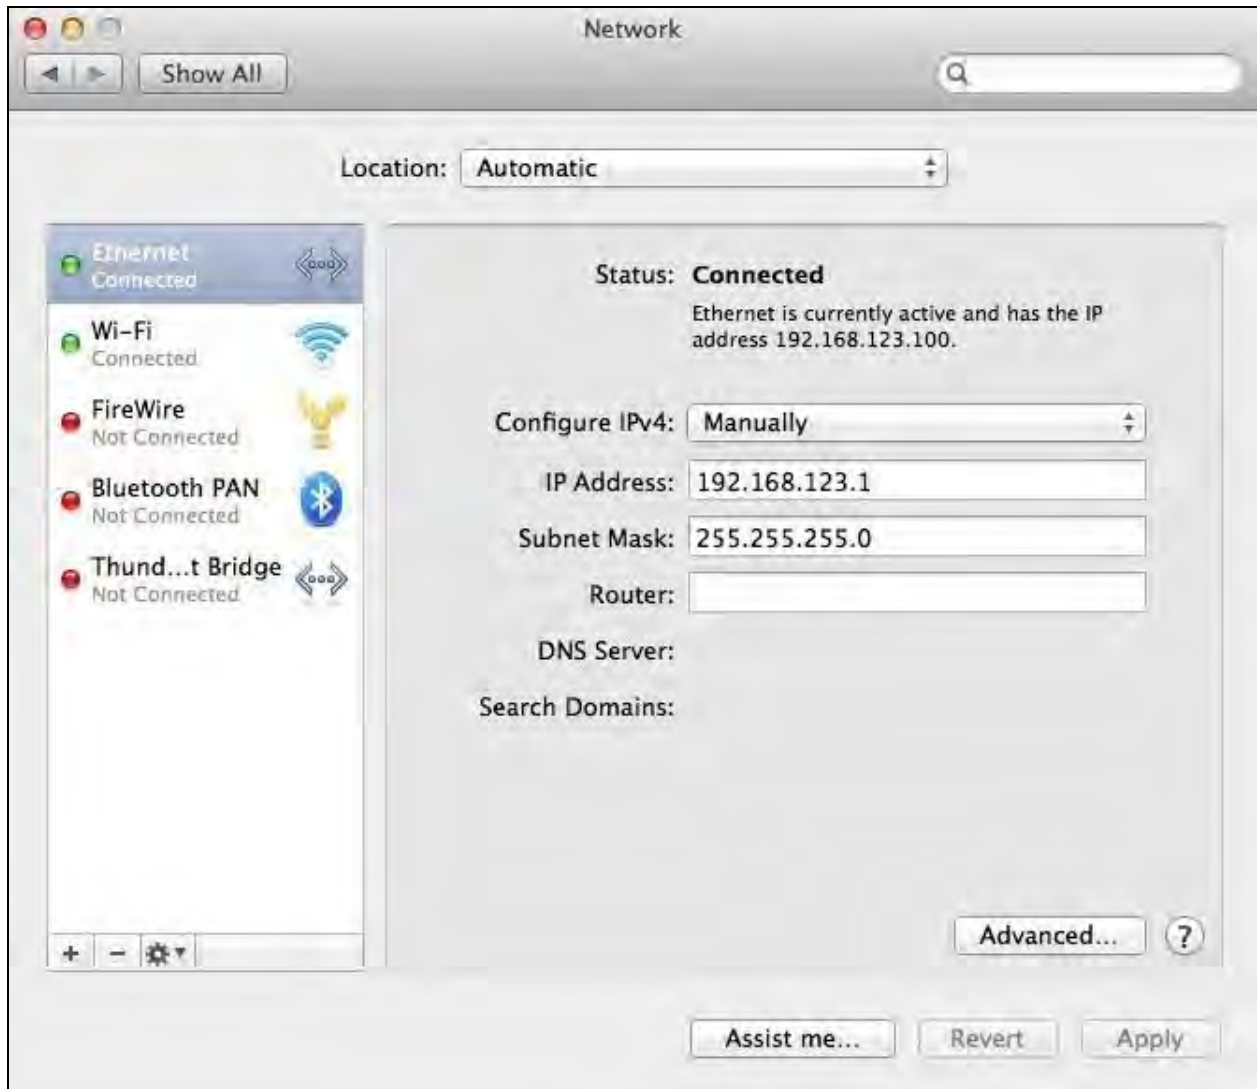 Network
Show All
Location: Automatic
Ethernet
Connected
Wi-Fi
Connected
FireWire
Not Connected
Bluetooth PAN
Not Connected
Thund...t Bridge
Not Connected
+ −
Status: Connected
Ethernet is currently active and has the IP
address 192.168.123.100.
Configure IPv4: Manually
IP Address: 192.168.123.1
Subnet Mask: 255.255.255.0
Router:
DNS Server:
Search Domains:
Advanced... ?
Assist me... Revert Apply